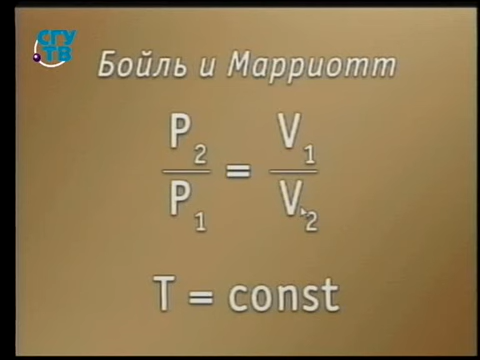 СГУ
ТВ
Бойль и Марриотт
P₂/P₁ = V₁/V₂
T = const